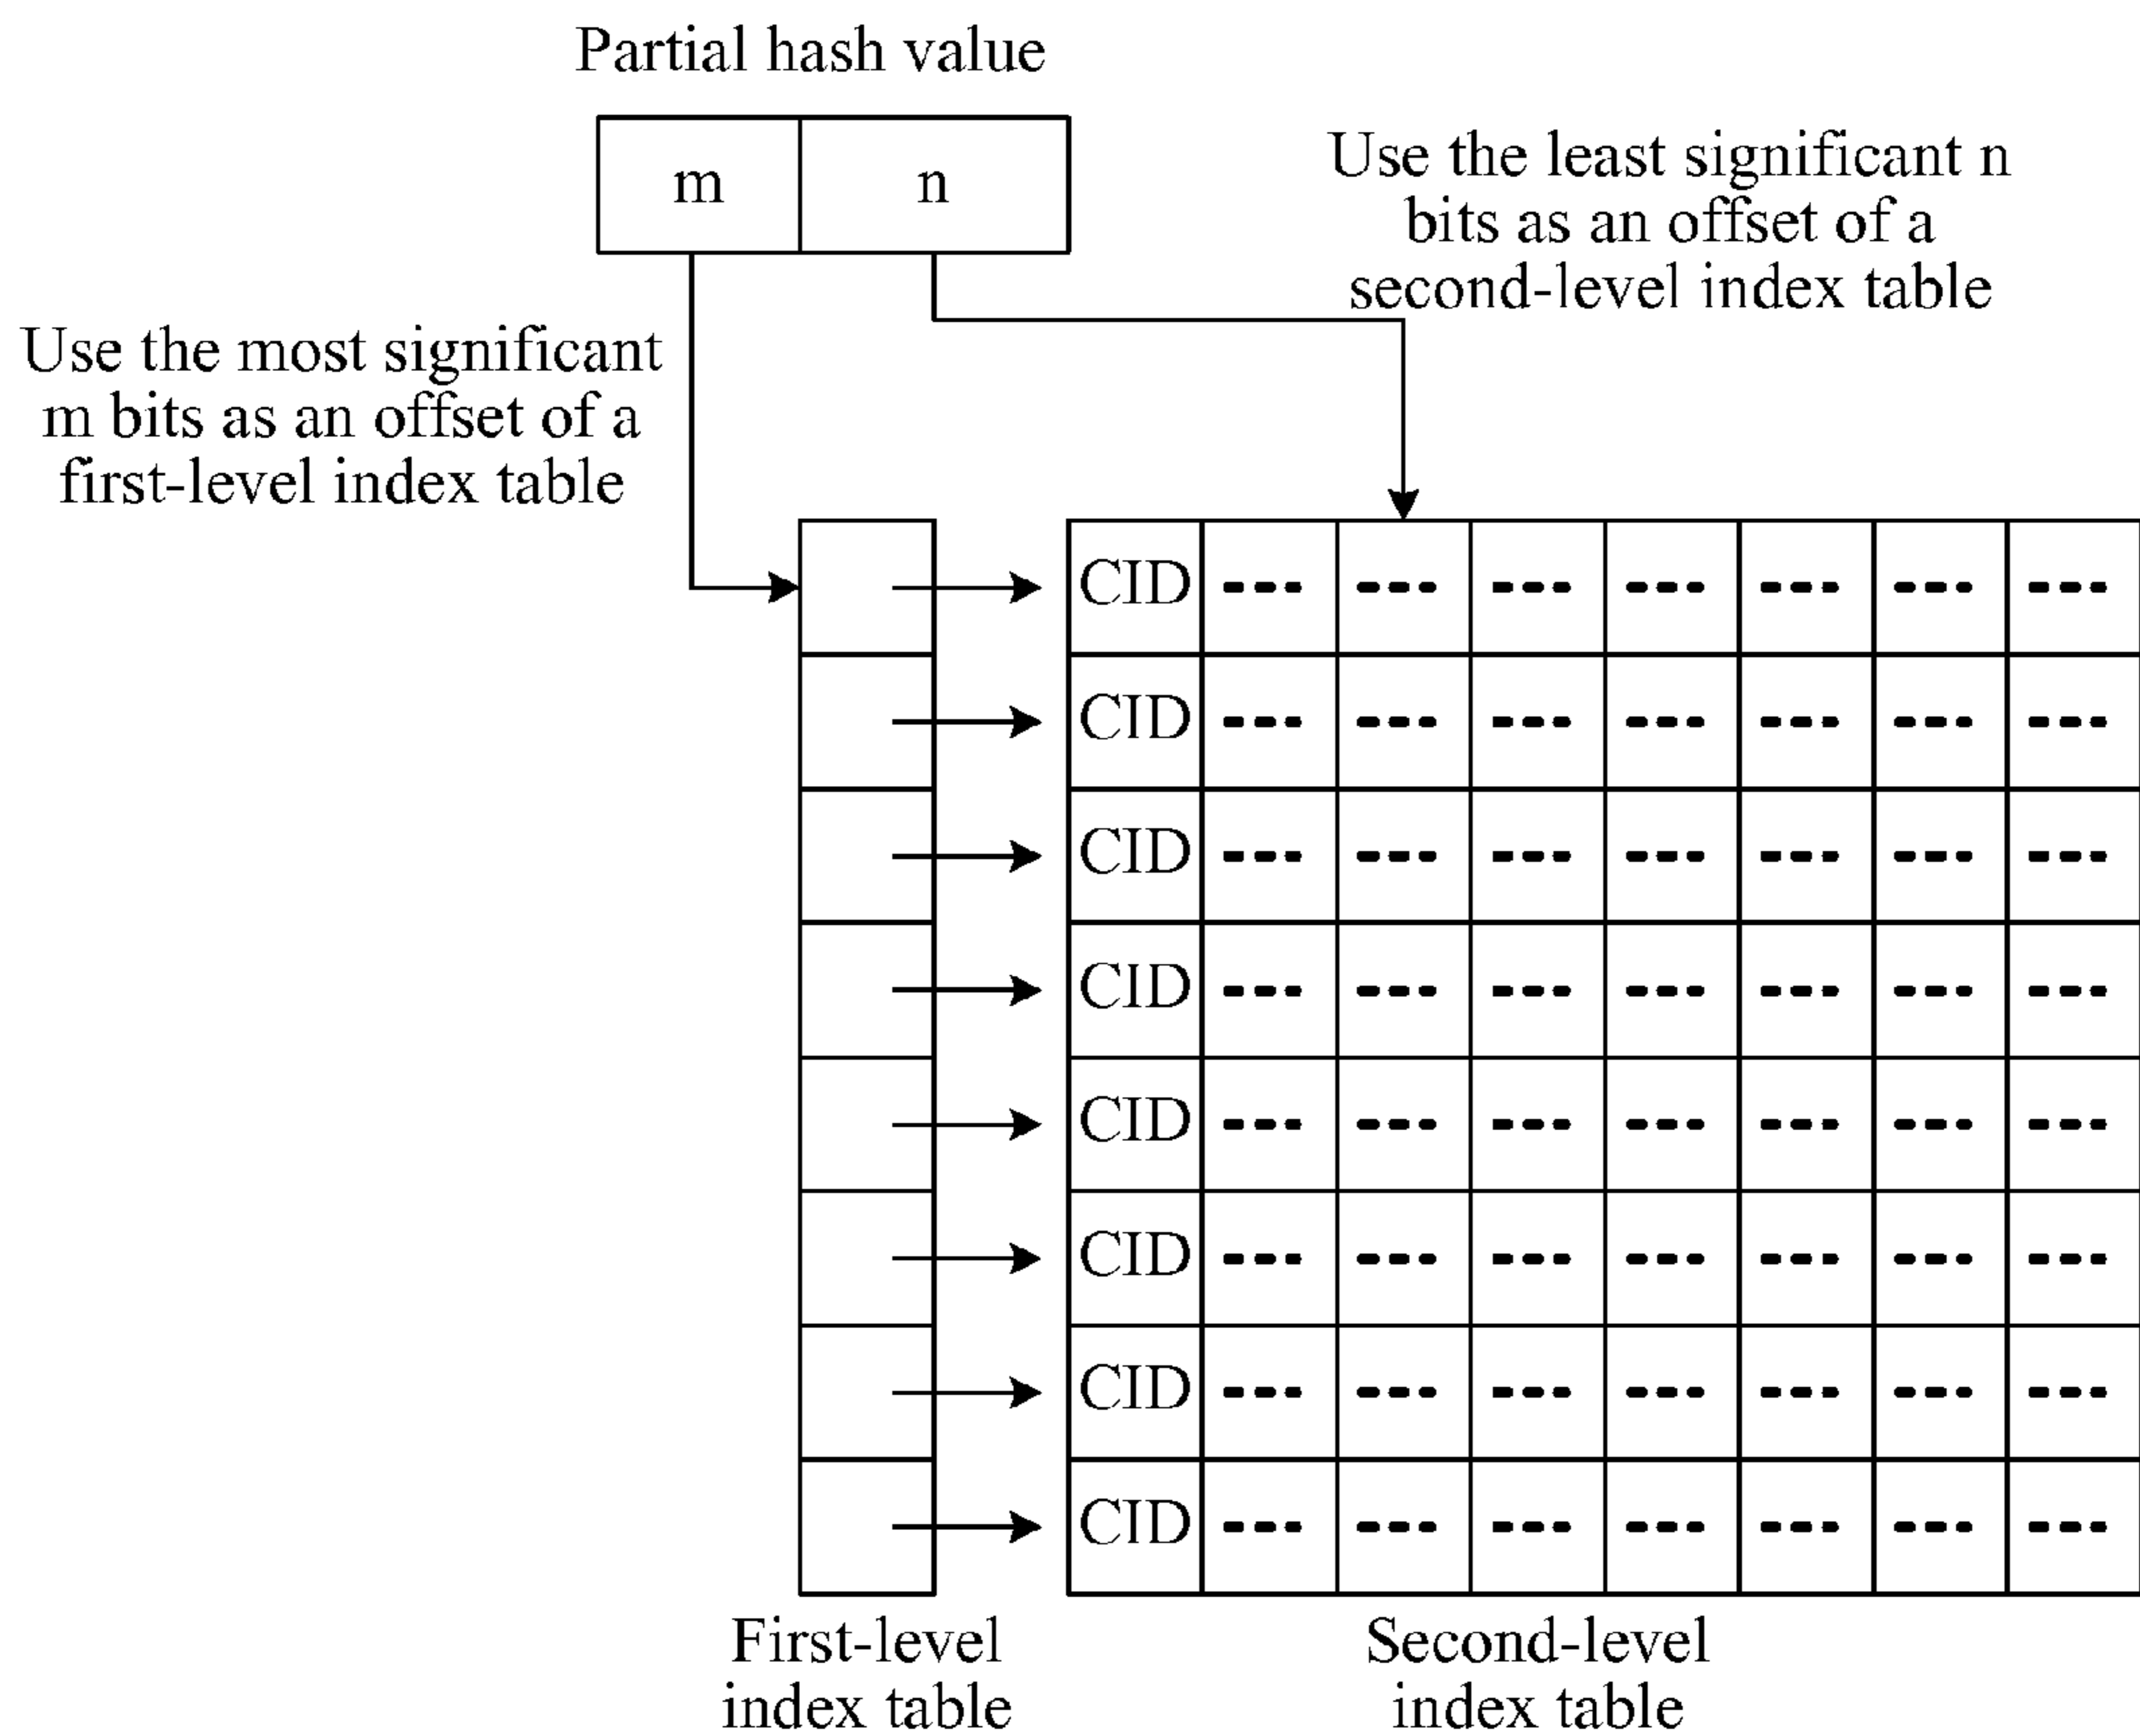 Partial hash value
m n
Use the least significant n
bits as an offset of a
second-level index table
Use the most significant
m bits as an offset of a
first-level index table
CID --- --- --- --- --- --- ---
CID --- --- --- --- --- --- ---
CID --- --- --- --- --- --- ---
CID --- --- --- --- --- --- ---
CID --- --- --- --- --- --- ---
CID --- --- --- --- --- --- ---
CID --- --- --- --- --- --- ---
CID --- --- --- --- --- --- ---
First-level
index table
Second-level
index table